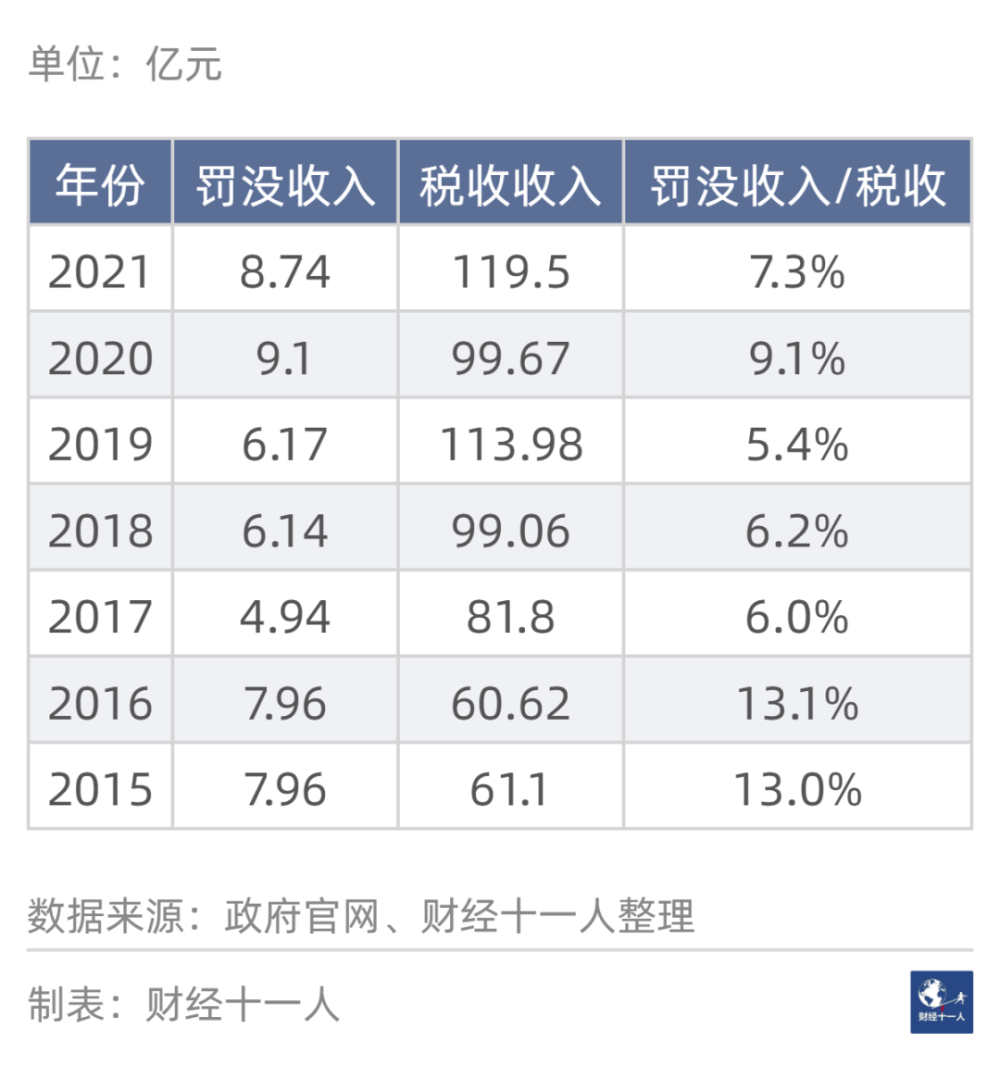 单位：亿元
年份 罚没收入 税收收入 罚没收入/税收
2021 8.74 119.5 7.3%
2020 9.1 99.67 9.1%
2019 6.17 113.98 5.4%
2018 6.14 99.06 6.2%
2017 4.94 81.8 6.0%
2016 7.96 60.62 13.1%
2015 7.96 61.1 13.0%
数据来源：政府官网、财经十一人整理
制表：财经十一人
财经十一人